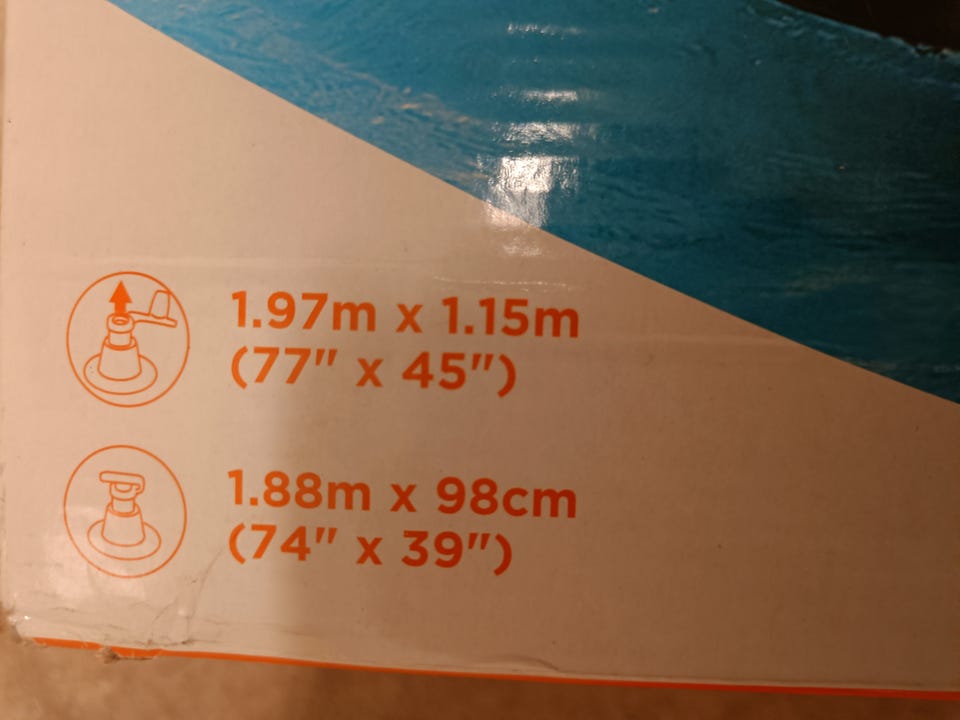 1.97m x 1.15m
(77" x 45")
1.88m x 98cm
(74" x 39")